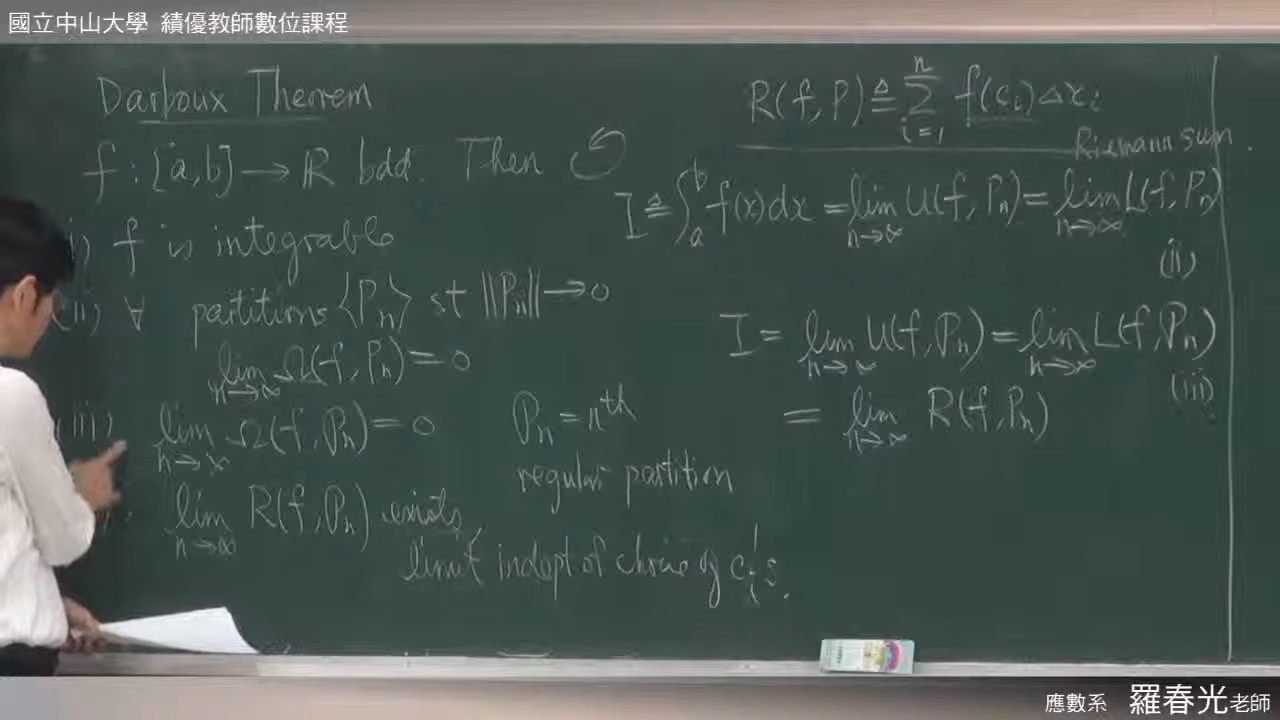 國立中山大學 績優教師數位課程
Darboux Theorem
f : [a,b] → ℝ bdd. Then
i) f is integrable
(ii) ∀ partitions ⟨Pₙ⟩ st ‖Pₙ‖ → 0
lim n→∞ Ω(f, Pₙ) = 0
(iii) lim n→∞ Ω(f, 𝒫ₙ) = 0
𝒫ₙ = nᵗʰ
regular partition
lim n→∞ R(f, 𝒫ₙ) exists,
limit indept of choice of cᵢ's.
R(f, P) ≜ Σ i=1 n f(cᵢ)Δxᵢ
Riemann sum.
I ≜ ∫ₐᵇ f(x)dx = lim n→∞ U(f, Pₙ) = lim n→∞ L(f, Pₙ)
(ii)
I = lim n→∞ U(f, 𝒫ₙ) = lim n→∞ L(f, 𝒫ₙ)
(iii)
= lim n→∞ R(f, 𝒫ₙ)
應數系 羅春光老師